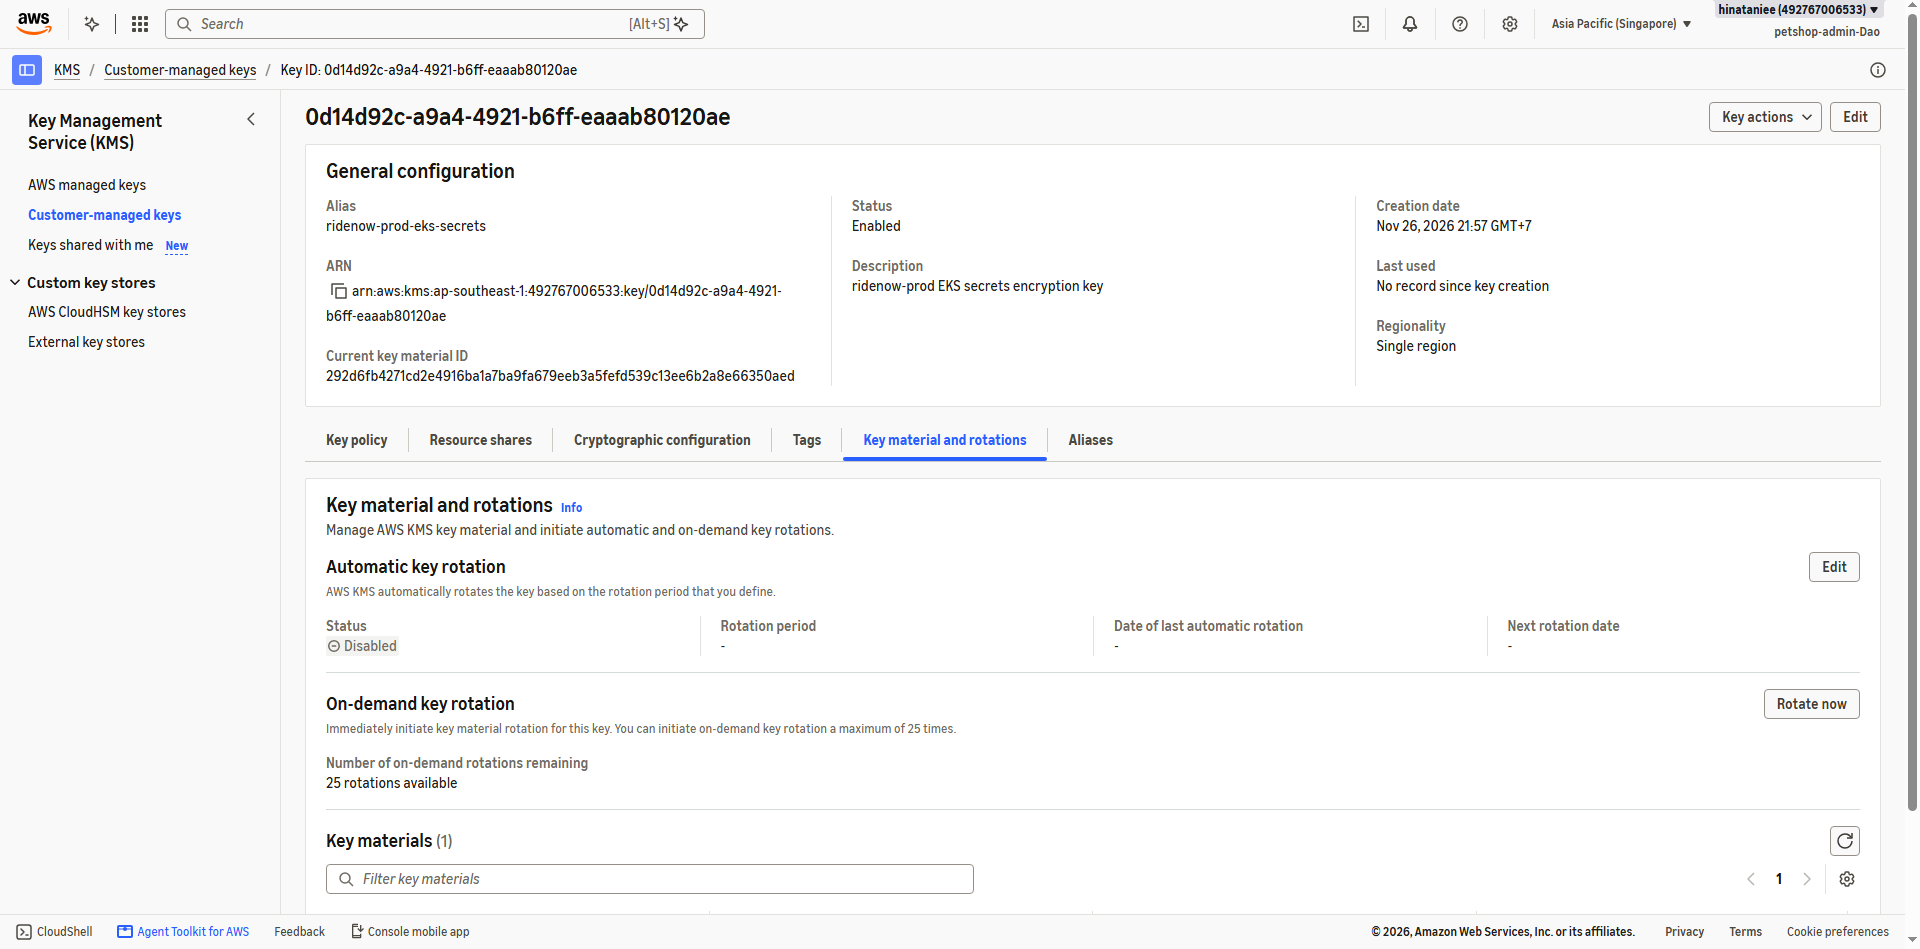 aws
Search
[Alt+S]
Asia Pacific (Singapore)
hinataniee (492767006533)
petshop-admin-Dao
KMS / Customer-managed keys / Key ID: 0d14d92c-a9a4-4921-b6ff-eaaab80120ae
Key Management
Service (KMS)
AWS managed keys
Customer-managed keys
Keys shared with me New
Custom key stores
AWS CloudHSM key stores
External key stores
0d14d92c-a9a4-4921-b6ff-eaaab80120ae
Key actions
Edit
General configuration
Alias
ridenow-prod-eks-secrets
ARN
arn:aws:kms:ap-southeast-1:492767006533:key/0d14d92c-a9a4-4921-
b6ff-eaaab80120ae
Current key material ID
292d6fb4271cd2e4916ba1a7ba9fa679eeb3a5fefd539c13ee6b2a8e66350aed
Status
Enabled
Description
ridenow-prod EKS secrets encryption key
Creation date
Nov 26, 2026 21:57 GMT+7
Last used
No record since key creation
Regionality
Single region
Key policy
Resource shares
Cryptographic configuration
Tags
Key material and rotations
Aliases
Key material and rotations Info
Manage AWS KMS key material and initiate automatic and on-demand key rotations.
Automatic key rotation
Edit
AWS KMS automatically rotates the key based on the rotation period that you define.
Status
Disabled
Rotation period
-
Date of last automatic rotation
-
Next rotation date
-
On-demand key rotation
Rotate now
Immediately initiate key material rotation for this key. You can initiate on-demand key rotation a maximum of 25 times.
Number of on-demand rotations remaining
25 rotations available
Key materials (1)
Filter key materials
1
CloudShell
Agent Toolkit for AWS
Feedback
Console mobile app
© 2026, Amazon Web Services, Inc. or its affiliates.
Privacy
Terms
Cookie preferences